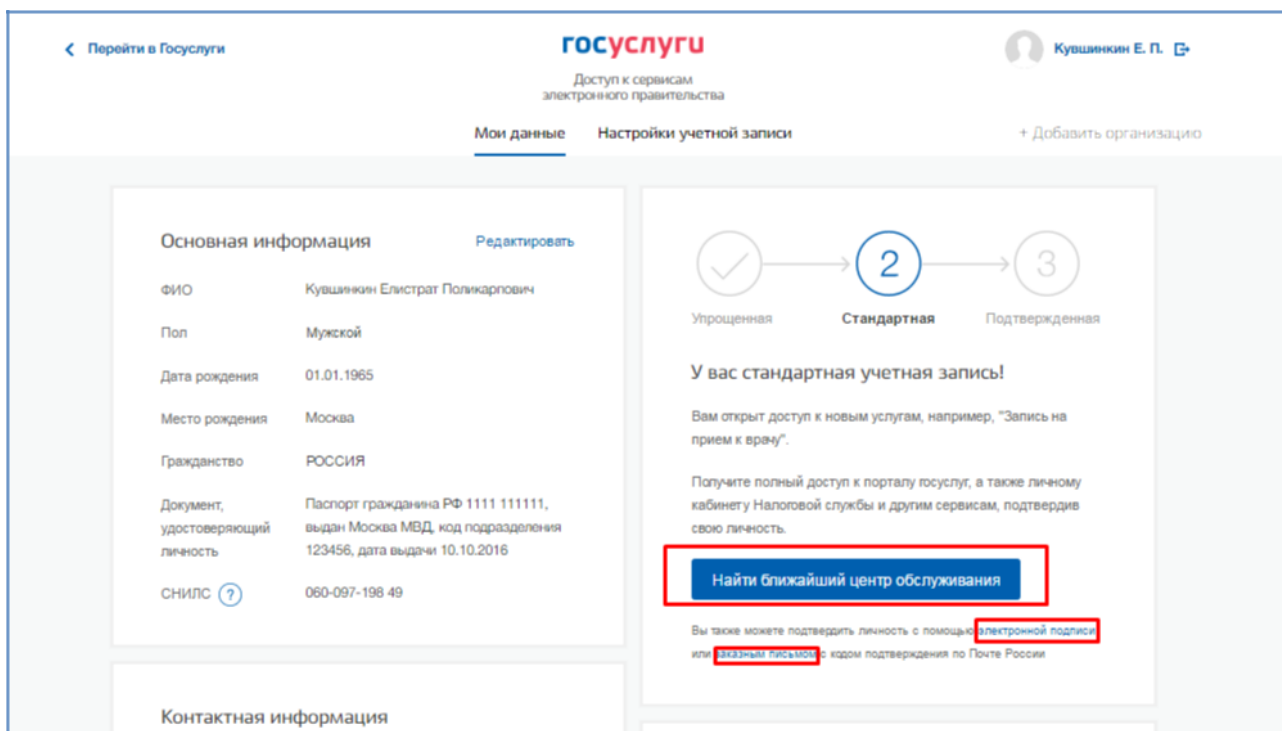 Перейти в Госуслуги
госуслуги
Кувшинкин Е. П.
Доступ к сервисам
электронного правительства
Мои данные
Настройки учетной записи
+ Добавить организацию
Основная информация
Редактировать
ФИО
Кувшинкин Елистрат Поликарпович
Пол
Мужской
Дата рождения
01.01.1965
Место рождения
Москва
Гражданство
РОССИЯ
Документ,
удостоверяющий
личность
Паспорт гражданина РФ 1111 111111,
выдан Москва МВД, код подразделения
123456, дата выдачи 10.10.2016
СНИЛС ?
060-097-198 49
Контактная информация
2
3
Упрощенная
Стандартная
Подтвержденная
У вас стандартная учетная запись!
Вам открыт доступ к новым услугам, например, "Запись на
прием к врачу".
Получите полный доступ к порталу госуслуг, а также личному
кабинету Налоговой службы и другим сервисам, подтвердив
свою личность.
Найти ближайший центр обслуживания
Вы также можете подтвердить личность с помощью электронной подписи
или заказным письмом с кодом подтверждения по Почте России